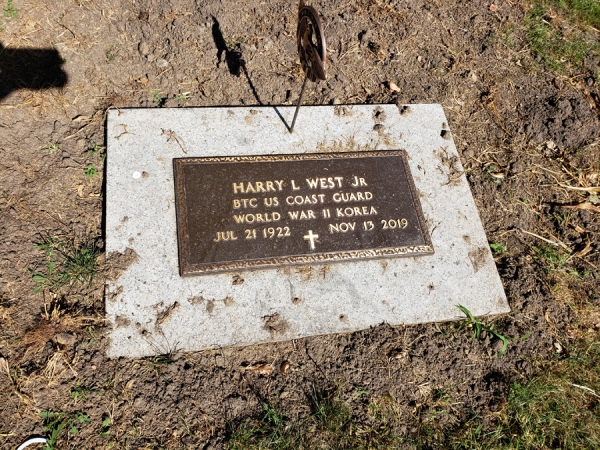 HARRY L WEST JR
BTC US COAST GUARD
WORLD WAR II KOREA
JUL 21 1922 NOV 13 2019